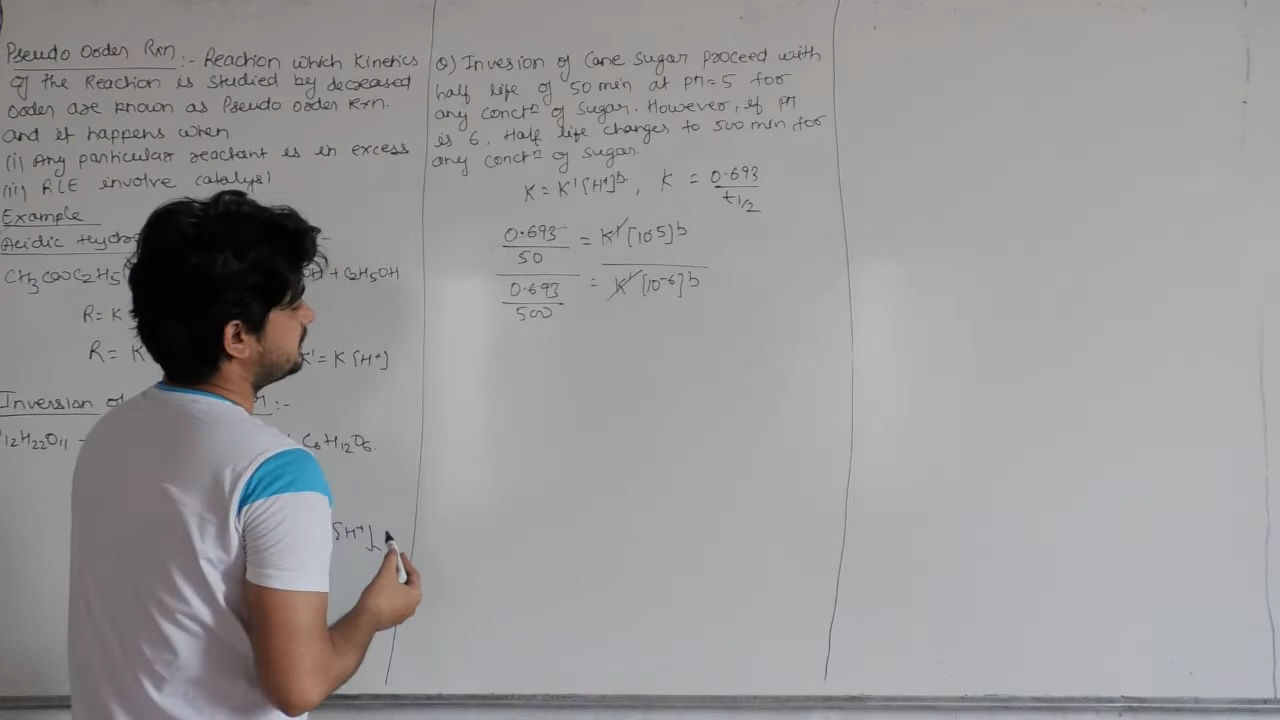 Pseudo Order Rxn :- Reaction which Kinetics
of the Reaction is studied by decreased
order are known as Pseudo order Rxn.
and it happens when
(i) Any particular reactant is in excess
(ii) RLE involve catalyst
Example
Acidic Hydro
CH3COOC2H5 OH + C2H5OH
R = K
R = K K' = K [H+]
Inversion of :-
12H22O11 C6H12O6.
[H+]
Q) Invesion of Cane sugar proceed with
half life of 50 min at PH=5 for
any conctn of sugar. However, if PH
is 6, Half life changes to 500 min for
any conctn of sugar.
K = K' [H+]b, K = 0.693 / t1/2
0.693 / 50 = K' [10-5]b
0.693 / 500 = K' [10-6]b